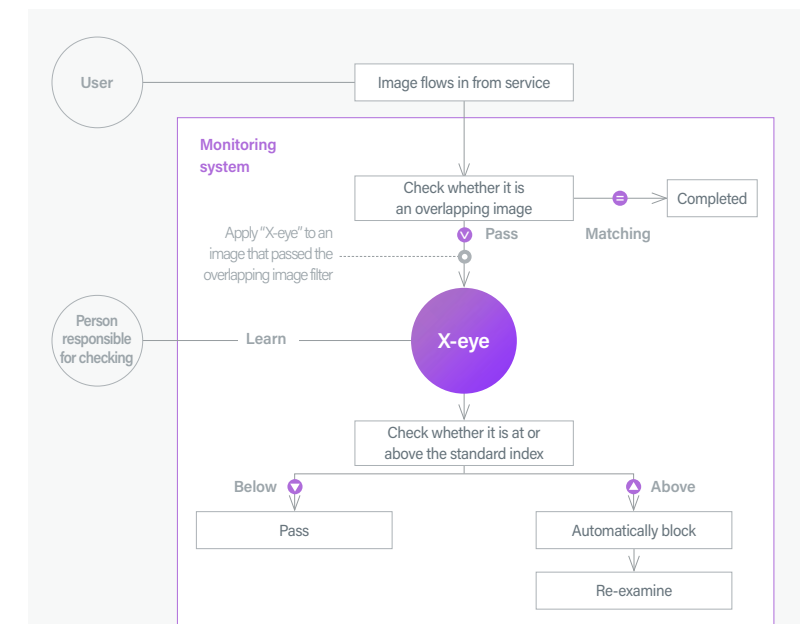 User
Image flows in from service
Monitoring
system
Check whether it is
an overlapping image
Completed
Pass
Matching
Apply “X-eye” to an
image that passed the
overlapping image filter
Person
responsible
for checking
Learn
X-eye
Check whether it is at or
above the standard index
Below
Above
Pass
Automatically block
Re-examine